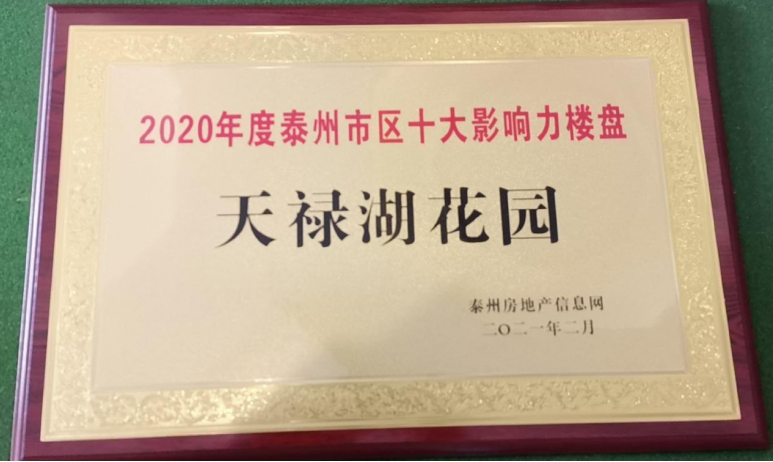 2020年度泰州市区十大影响力楼盘
天禄湖花园
泰州房地产信息网
二〇二一年二月